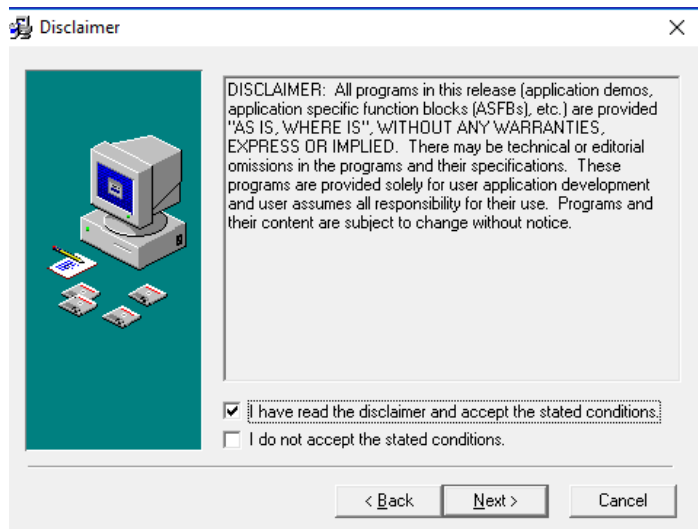 Disclaimer
DISCLAIMER:  All programs in this release (application demos,
application specific function blocks (ASFBs), etc.) are provided
"AS IS, WHERE IS", WITHOUT ANY WARRANTIES,
EXPRESS OR IMPLIED.  There may be technical or editorial
omissions in the programs and their specifications.  These
programs are provided solely for user application development
and user assumes all responsibility for their use.  Programs and
their content are subject to change without notice.
I have read the disclaimer and accept the stated conditions.
I do not accept the stated conditions.
< Back
Next >
Cancel